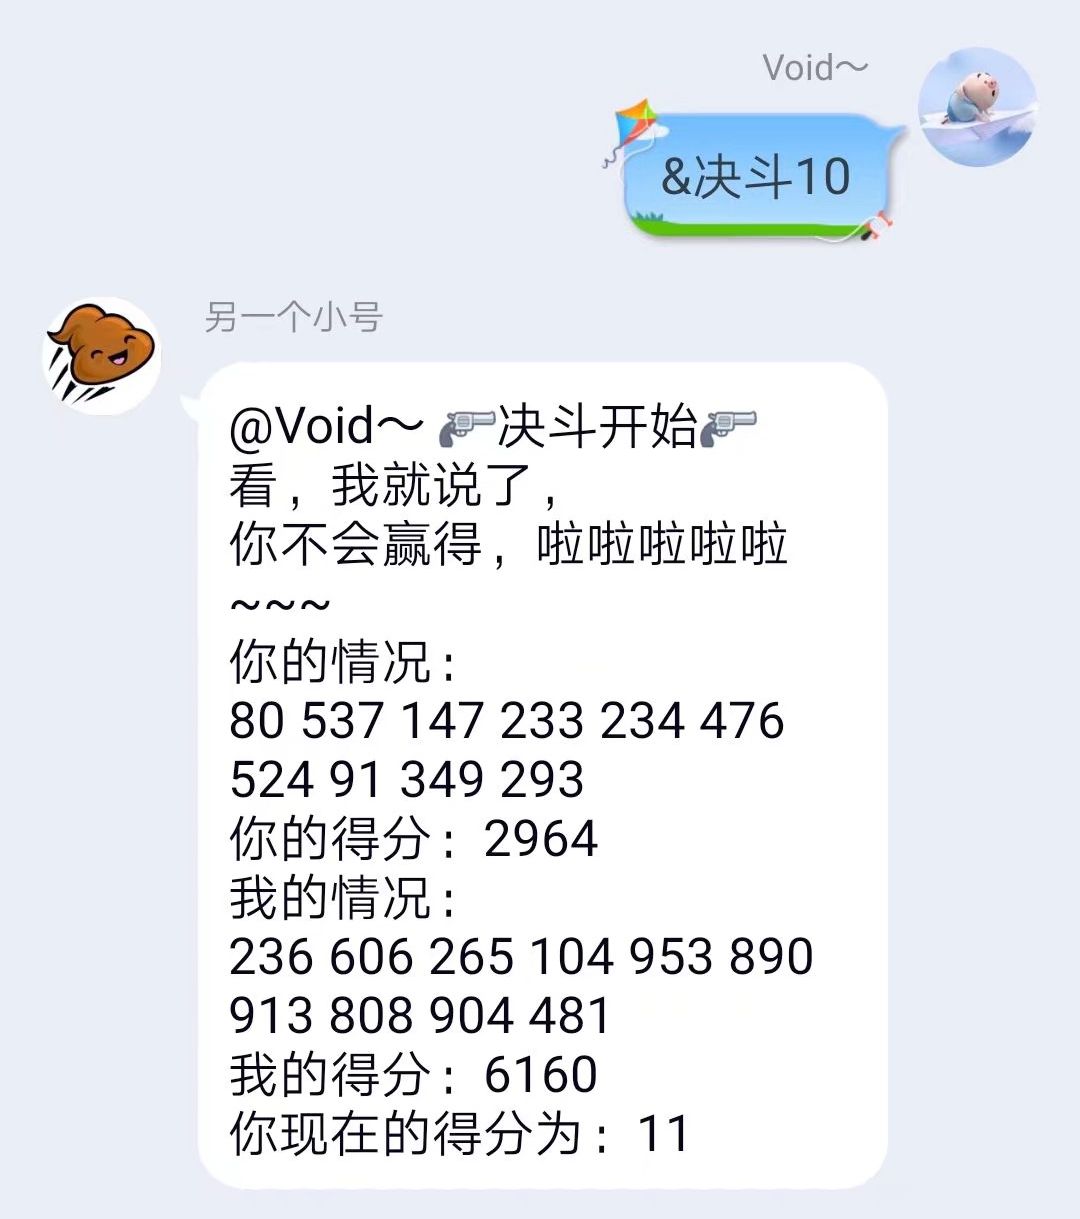 Void～
&决斗10
另一个小号
@Void～ 🔫决斗开始🔫
看，我就说了，
你不会赢得，啦啦啦啦啦
~~~
你的情况：
80 537 147 233 234 476
524 91 349 293
你的得分：2964
我的情况：
236 606 265 104 953 890
913 808 904 481
我的得分：6160
你现在的得分为：11